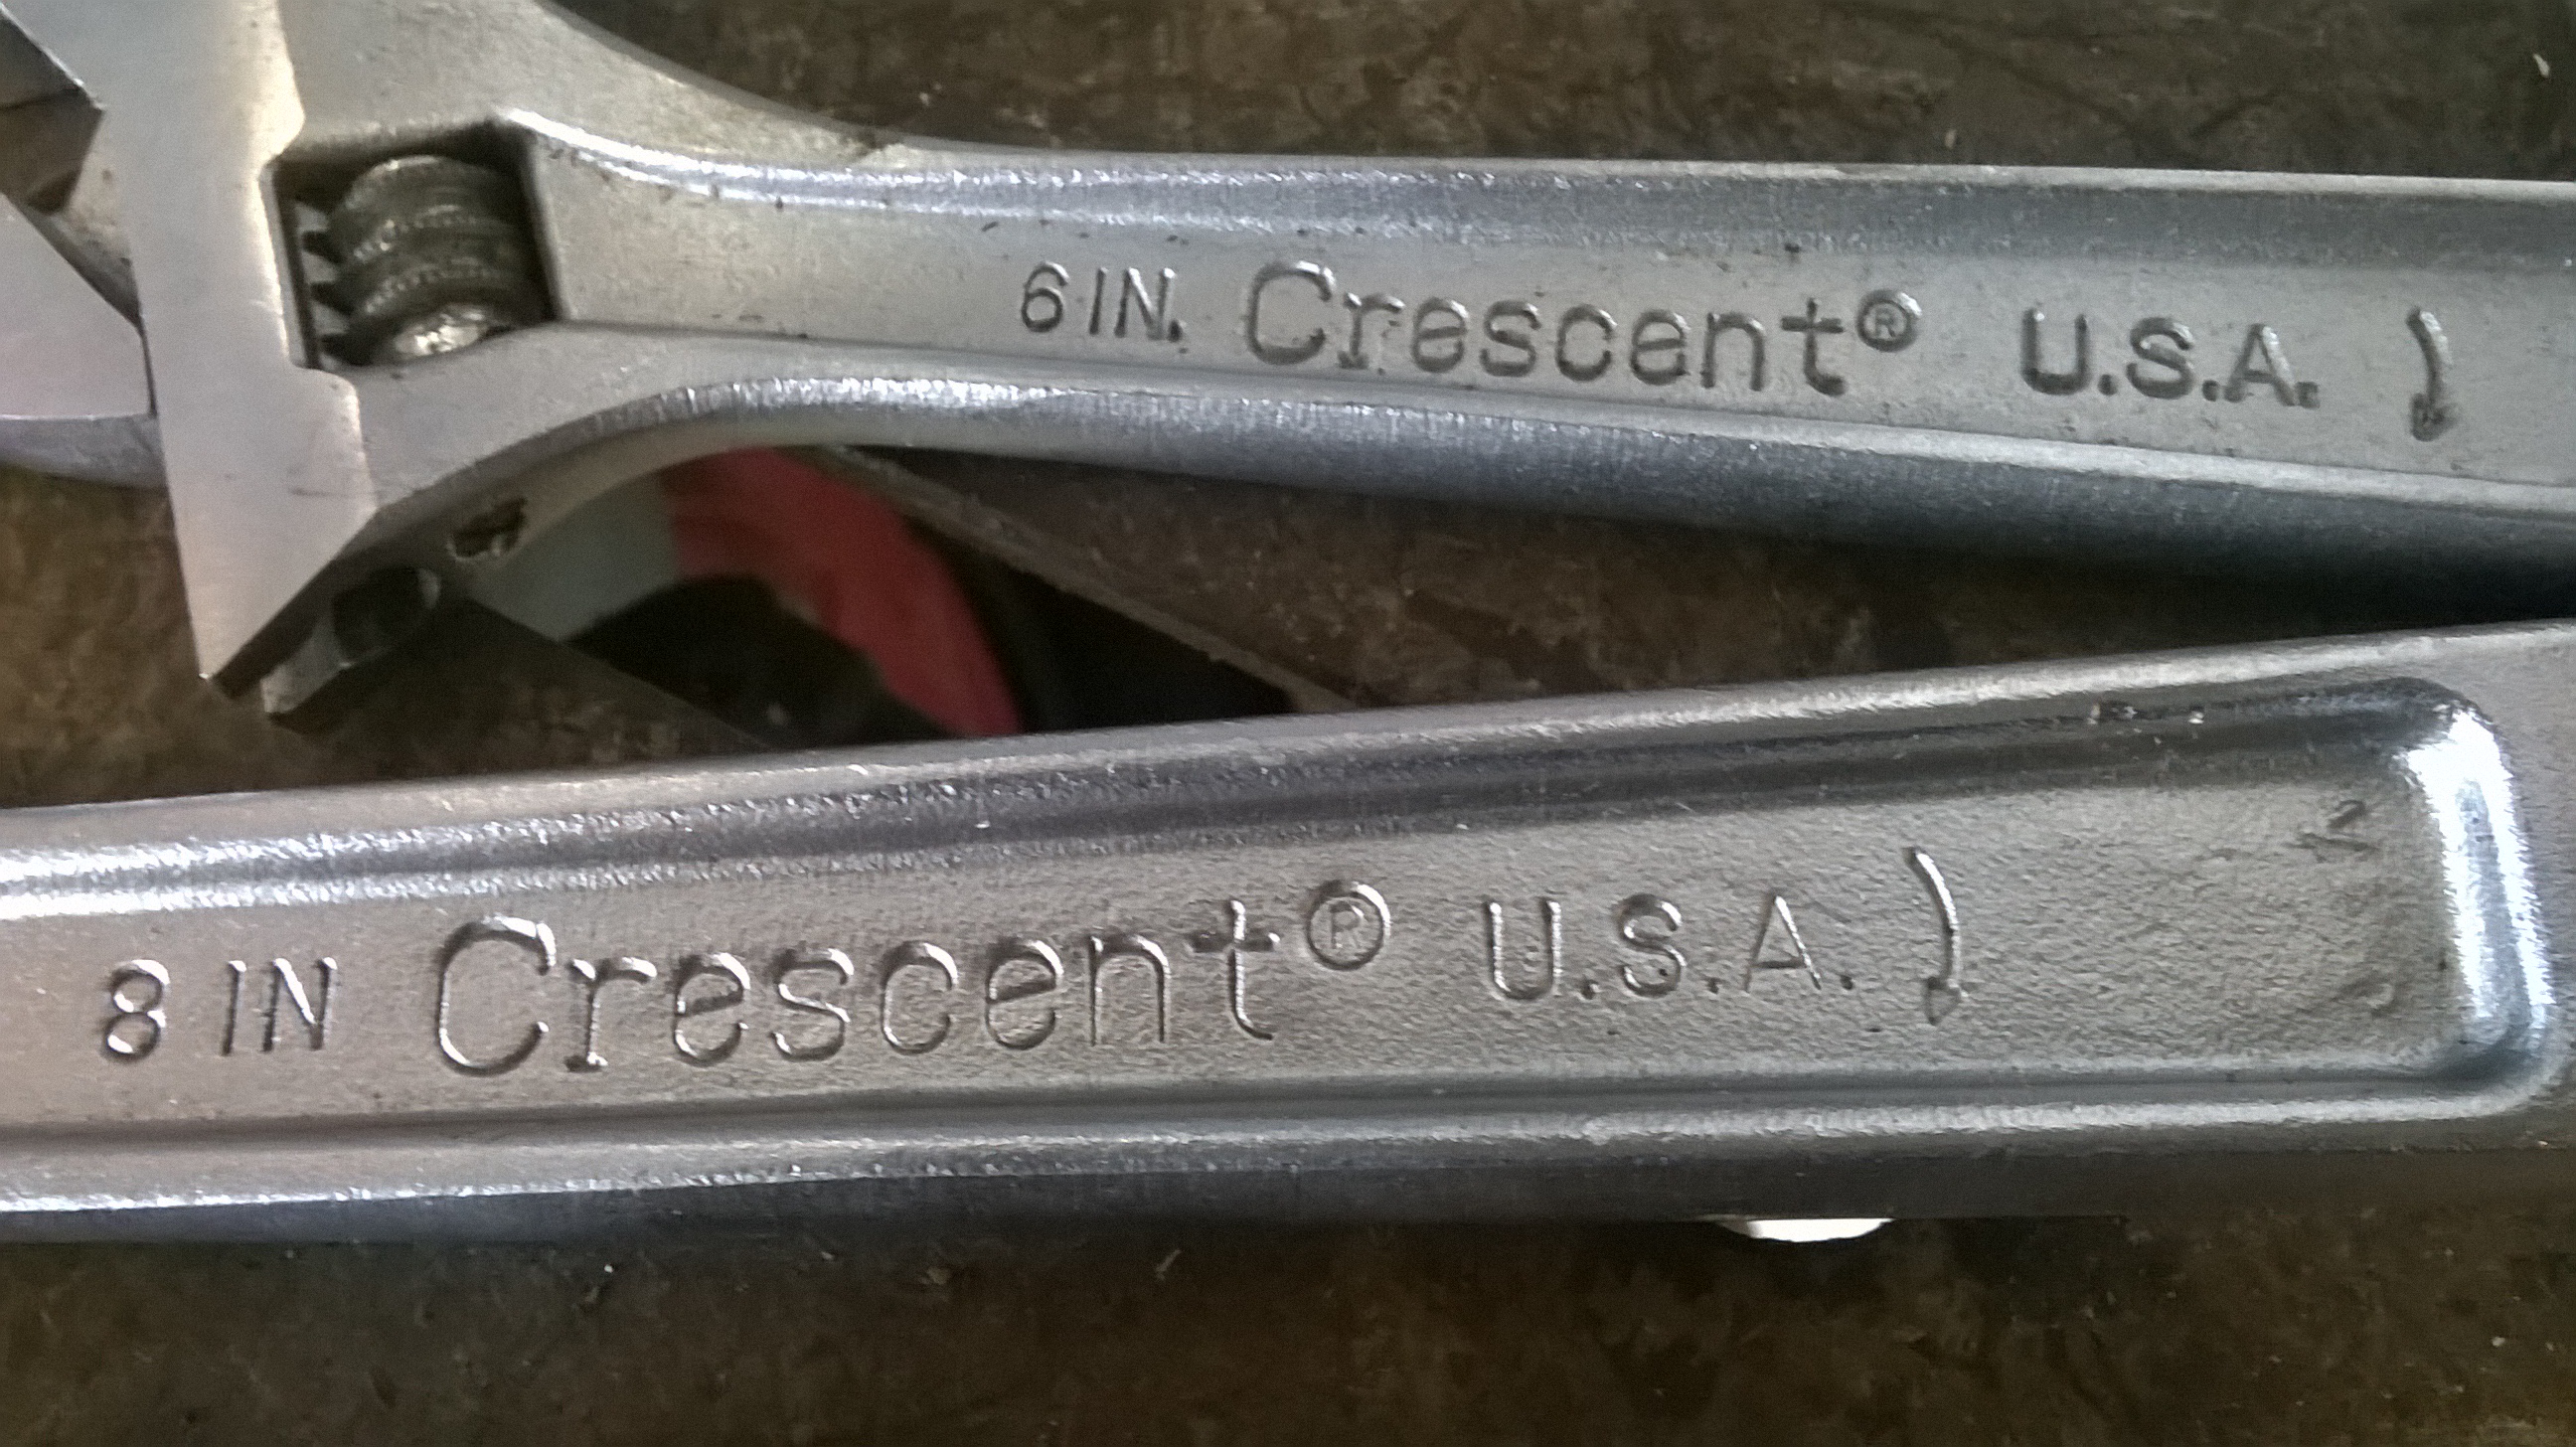 6 IN. Crescent® U.S.A.
8 IN Crescent® U.S.A.